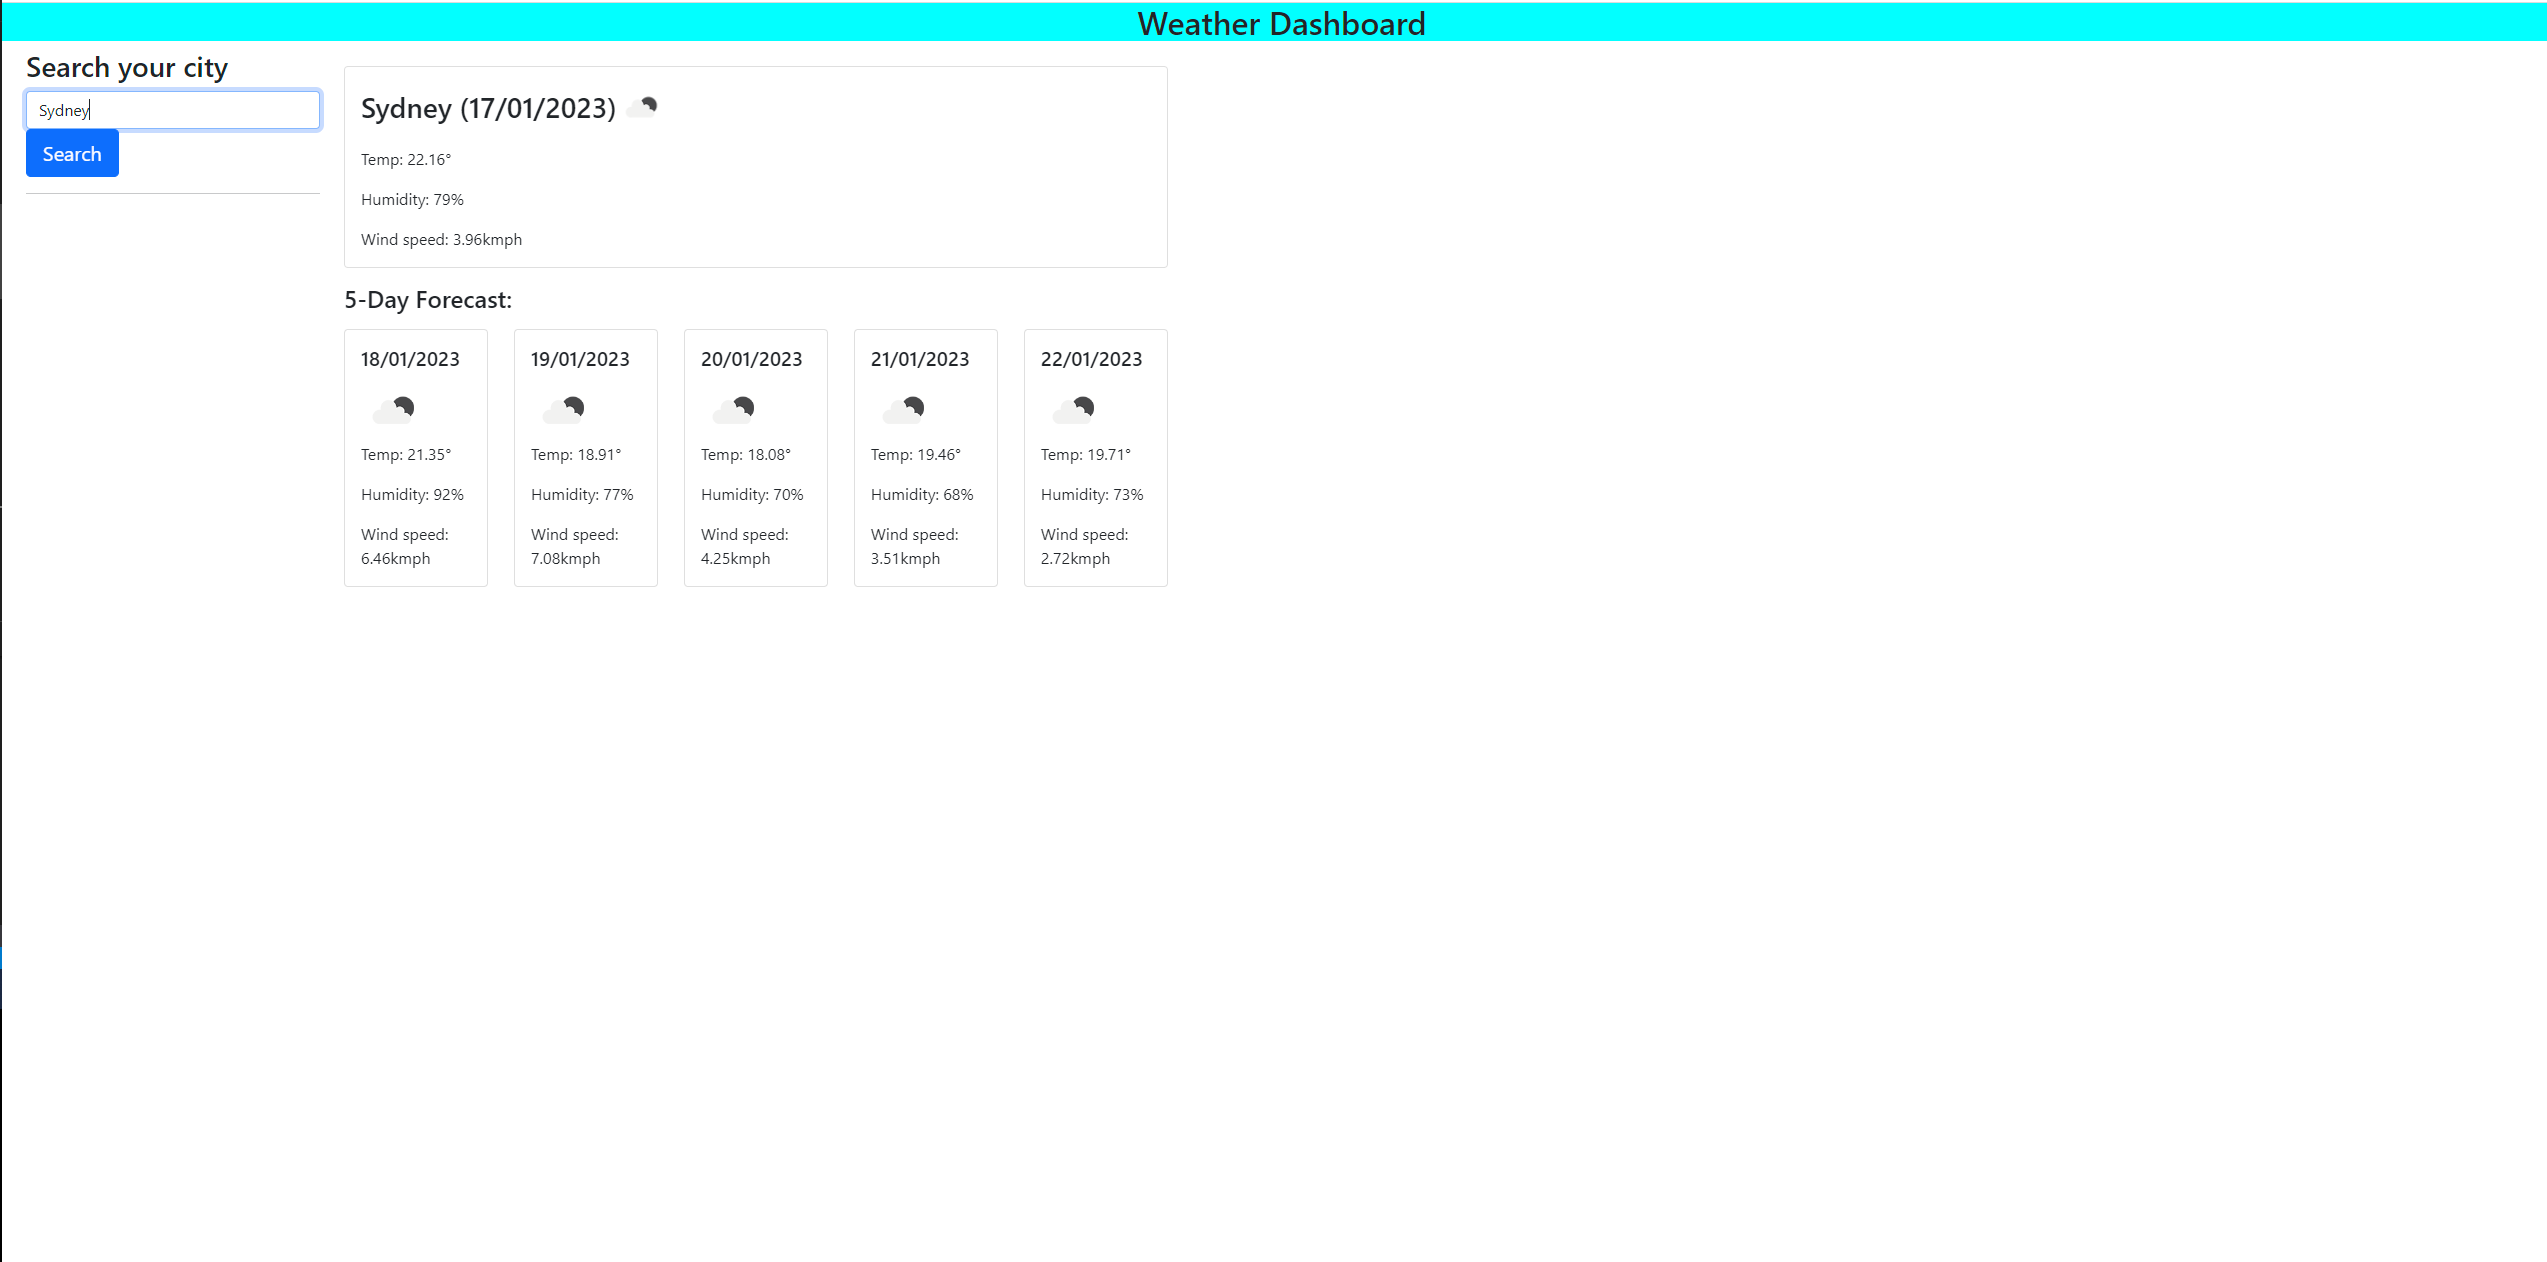 Weather Dashboard
Search your city
Sydney
Search
Sydney (17/01/2023)
Temp: 22.16°
Humidity: 79%
Wind speed: 3.96kmph
5-Day Forecast:
18/01/2023
Temp: 21.35°
Humidity: 92%
Wind speed:
6.46kmph
19/01/2023
Temp: 18.91°
Humidity: 77%
Wind speed:
7.08kmph
20/01/2023
Temp: 18.08°
Humidity: 70%
Wind speed:
4.25kmph
21/01/2023
Temp: 19.46°
Humidity: 68%
Wind speed:
3.51kmph
22/01/2023
Temp: 19.71°
Humidity: 73%
Wind speed:
2.72kmph